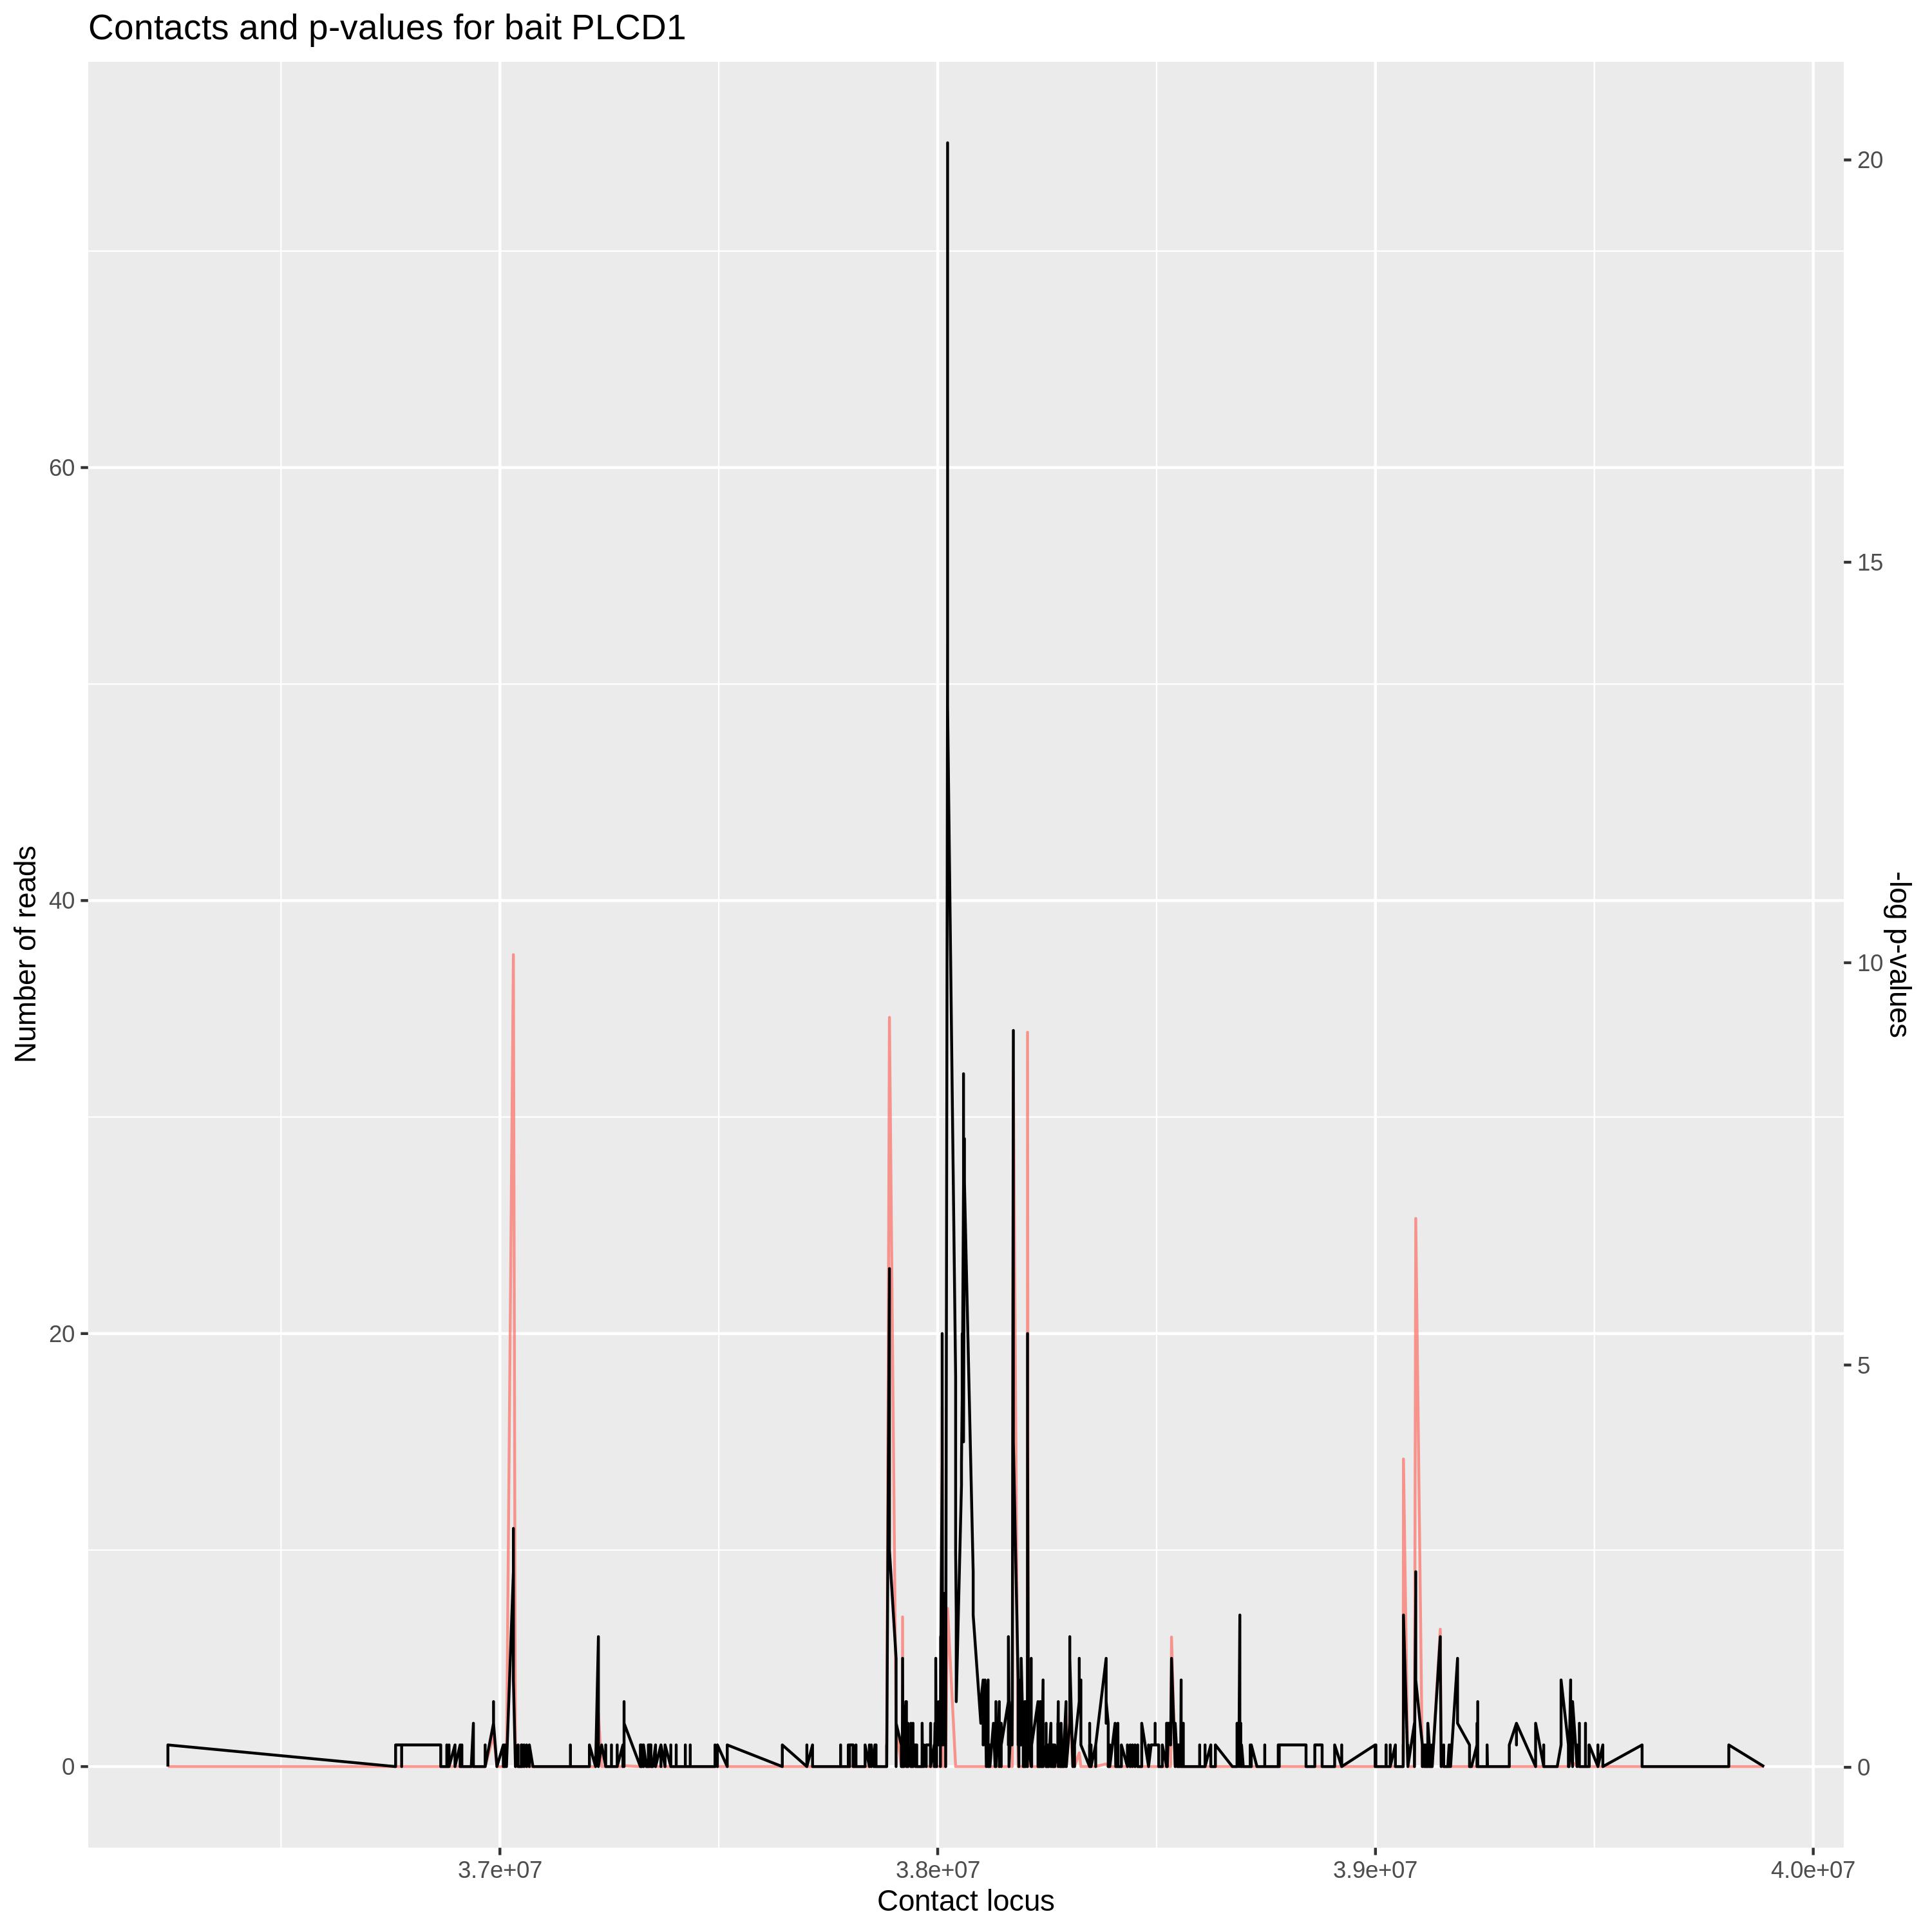 Contacts and p-values for bait PLCD1
Number of reads
60
40
20
0
20
15
10
5
0
-log p-values
3.7e+07
3.8e+07
3.9e+07
4.0e+07
Contact locus